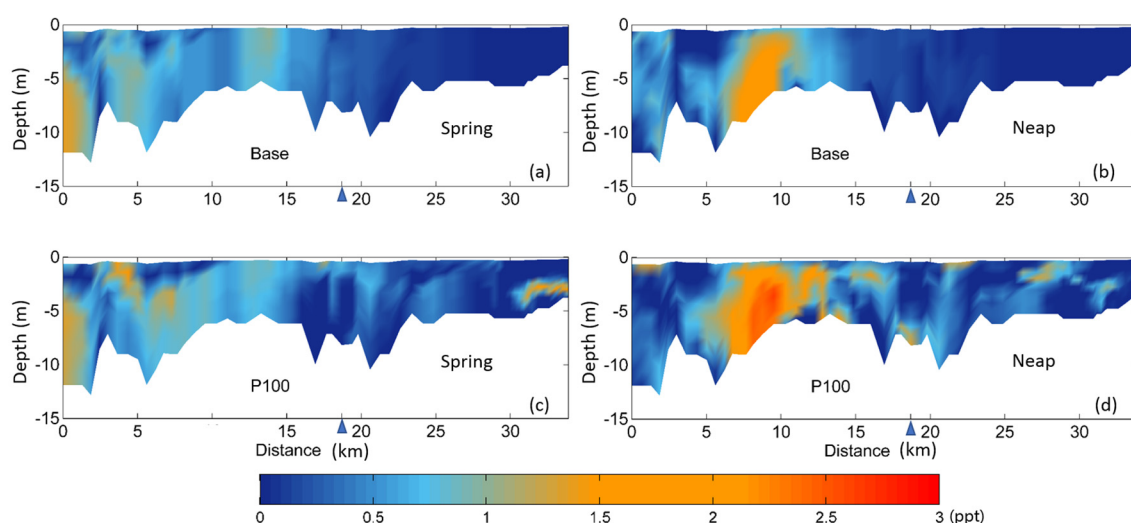 0
-5
-10
-15
Depth (m)
Spring
Base
(a)
0 5 10 15 20 25 30
0
-5
-10
-15
Depth (m)
Neap
Base
(b)
0 5 10 15 20 25 30
0
-5
-10
-15
Depth (m)
Spring
P100
(c)
0 5 10 15 20 25 30
Distance (km)
0
-5
-10
-15
Depth (m)
Neap
P100
(d)
0 5 10 15 20 25 30
Distance (km)
0 0.5 1 1.5 2 2.5 3 (ppt)